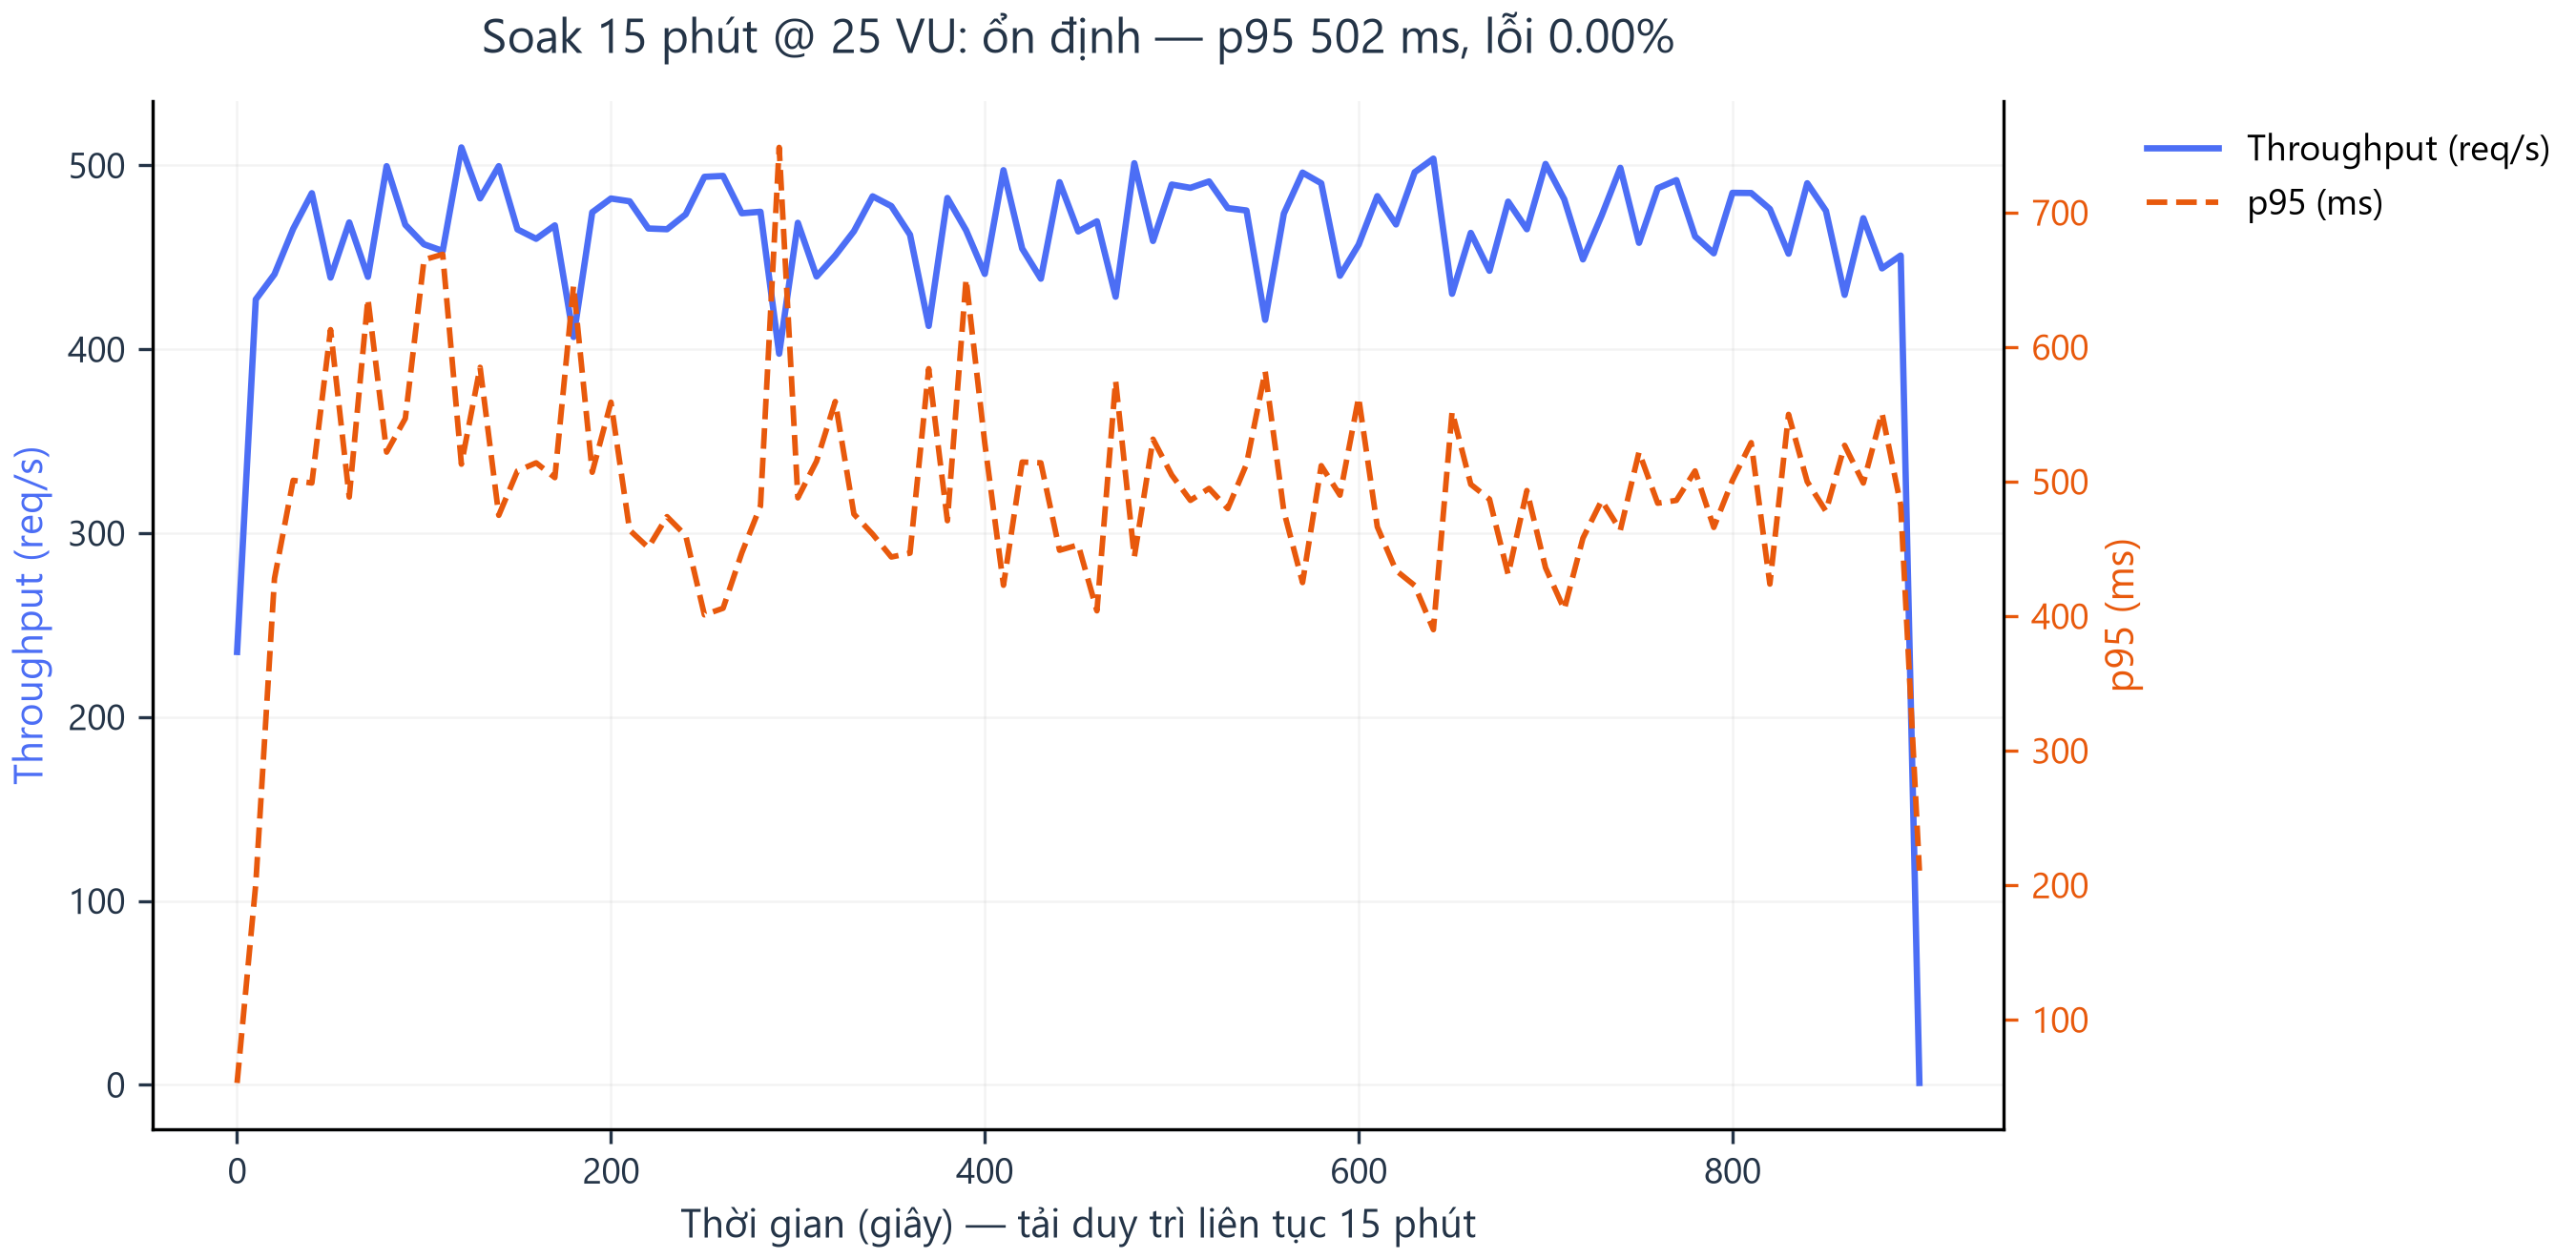 Soak 15 phút @ 25 VU: ổn định — p95 502 ms, lỗi 0.00%
Throughput (req/s)
p95 (ms)
500
400
300
200
100
0
Throughput (req/s)
700
600
500
400
300
200
100
p95 (ms)
0 200 400 600 800
Thời gian (giây) — tải duy trì liên tục 15 phút